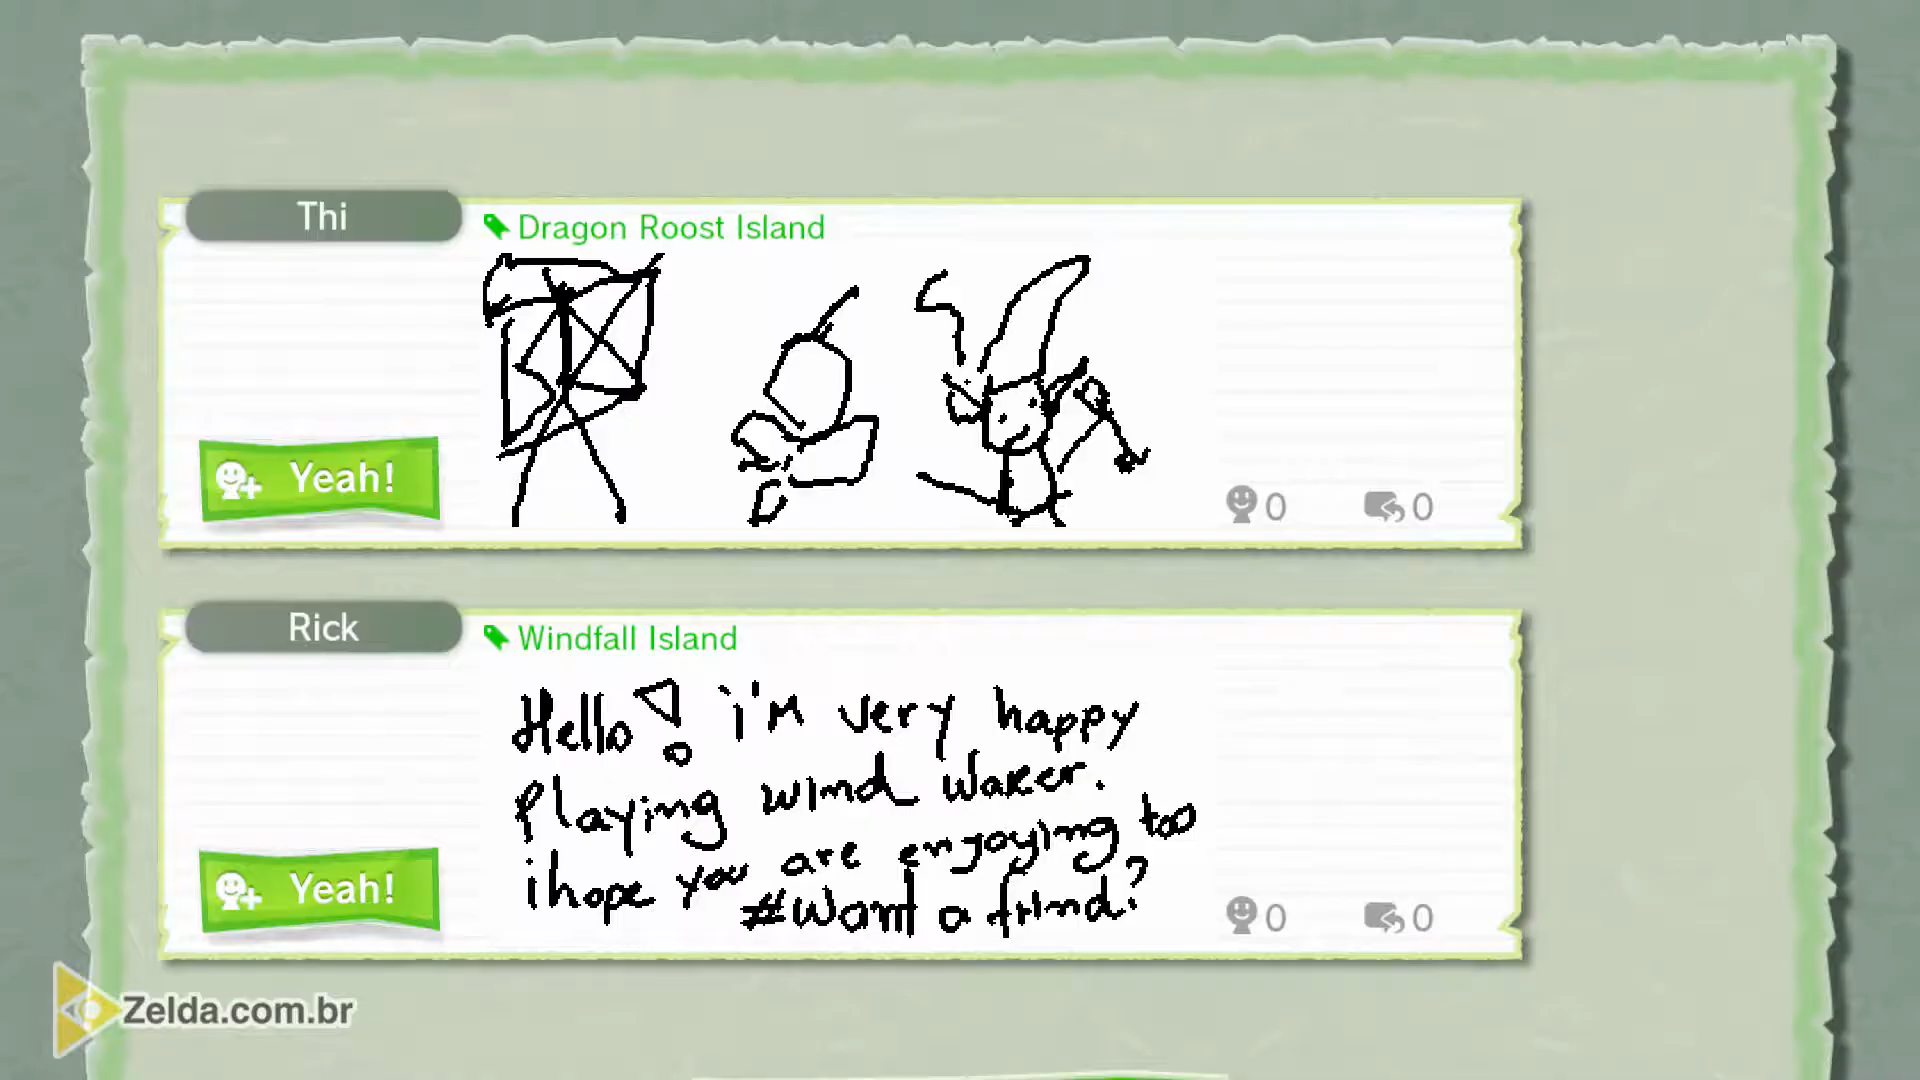 Thi
Dragon Roost Island
Yeah!
0
0
Rick
Windfall Island
Hello! i'm very happy
Playing wind waker.
i hope you are engoying too
#Want a frind?
Yeah!
0
0
Zelda.com.br